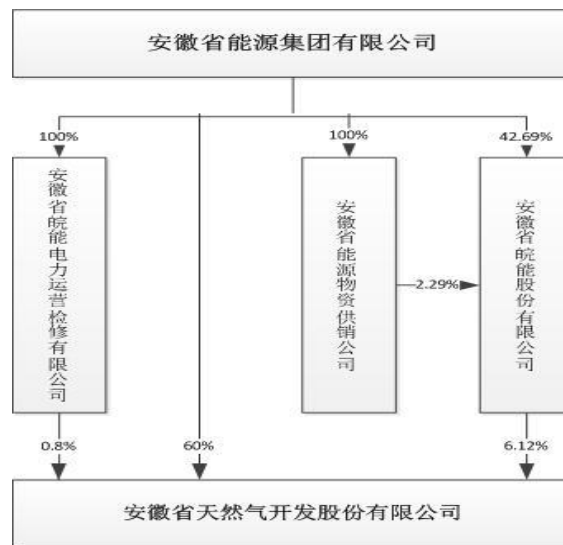 安徽省能源集团有限公司
100%
100%
42.69%
安徽省皖能电力运营检修有限公司
安徽省能源物资供销公司
2.29%
安徽省皖能股份有限公司
0.8%
60%
6.12%
安徽省天然气开发股份有限公司